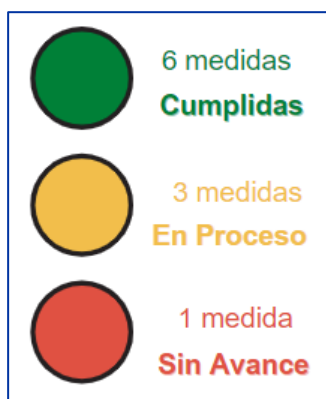 6 medidas
Cumplidas
3 medidas
En Proceso
1 medida
Sin Avance